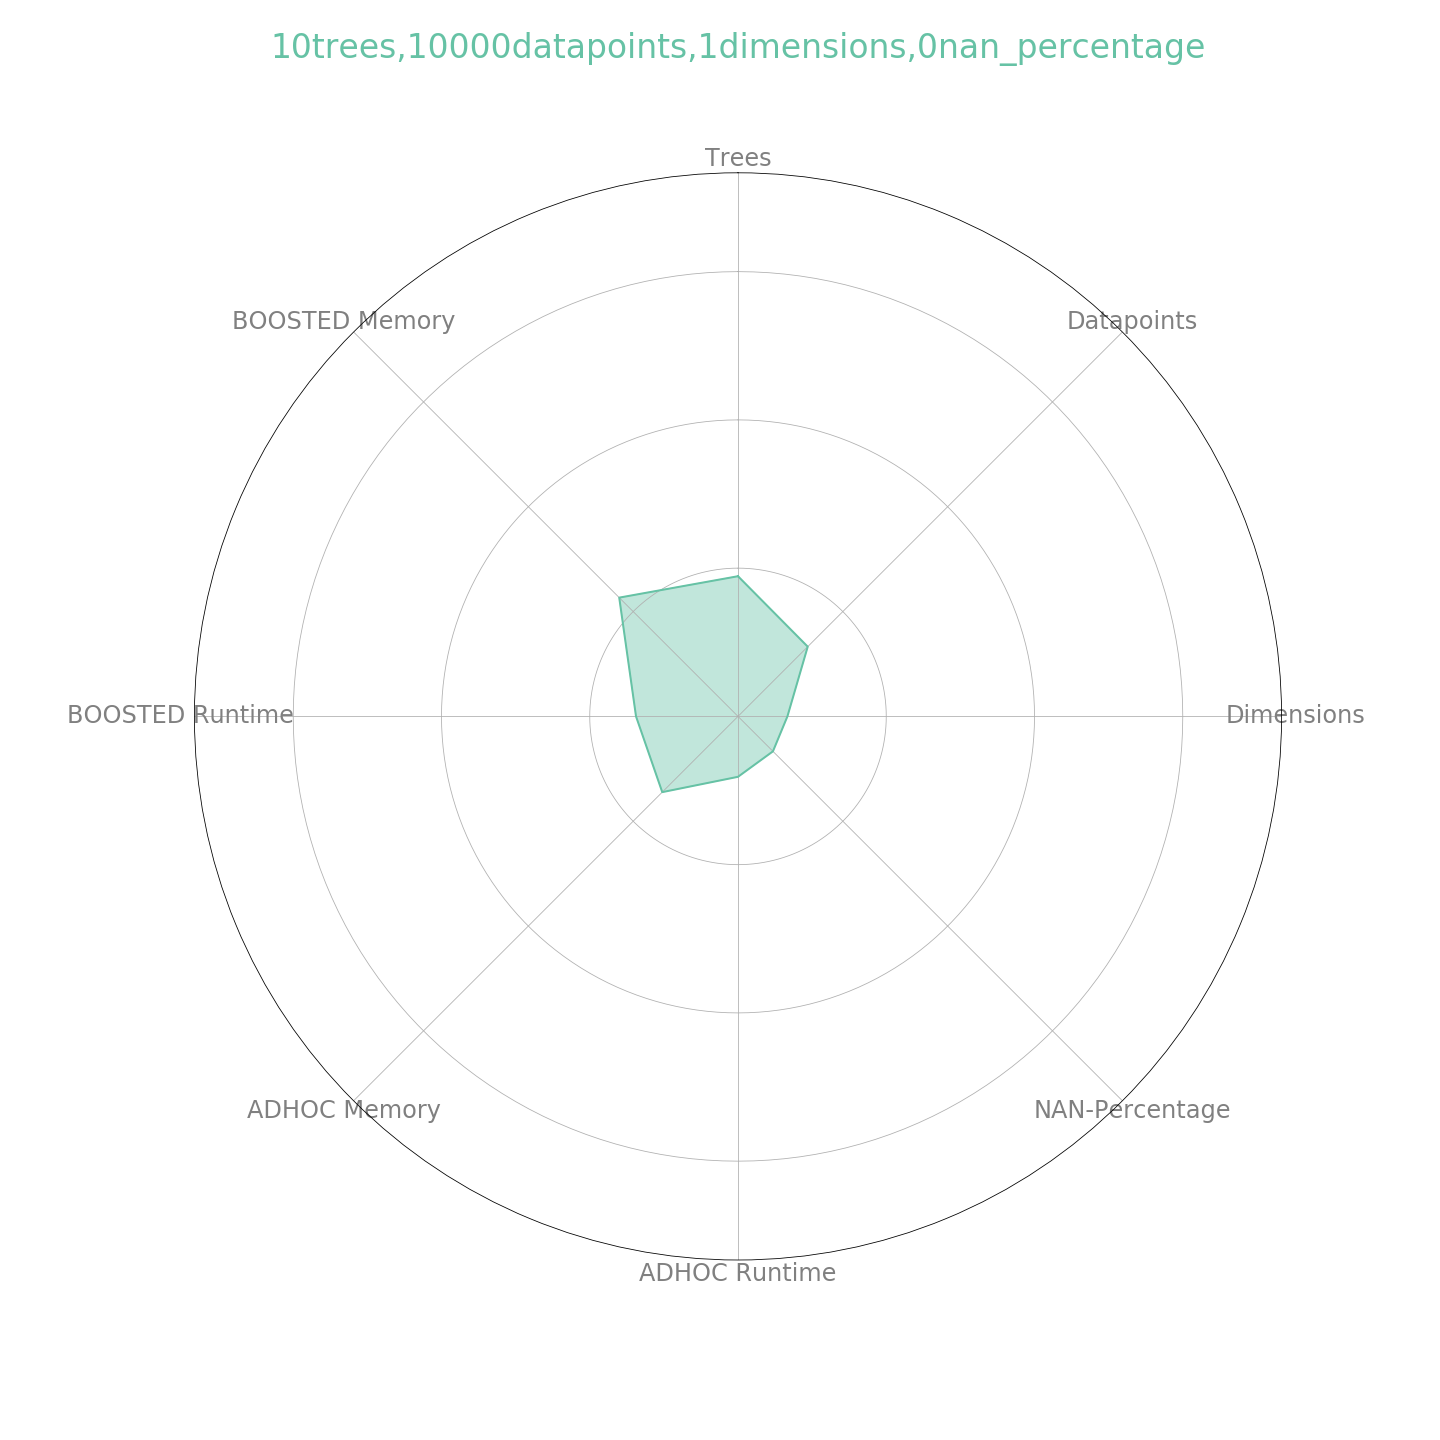 10trees,10000datapoints,1dimensions,0nan_percentage
Trees
BOOSTED Memory
Datapoints
BOOSTED Runtime
Dimensions
ADHOC Memory
NAN-Percentage
ADHOC Runtime